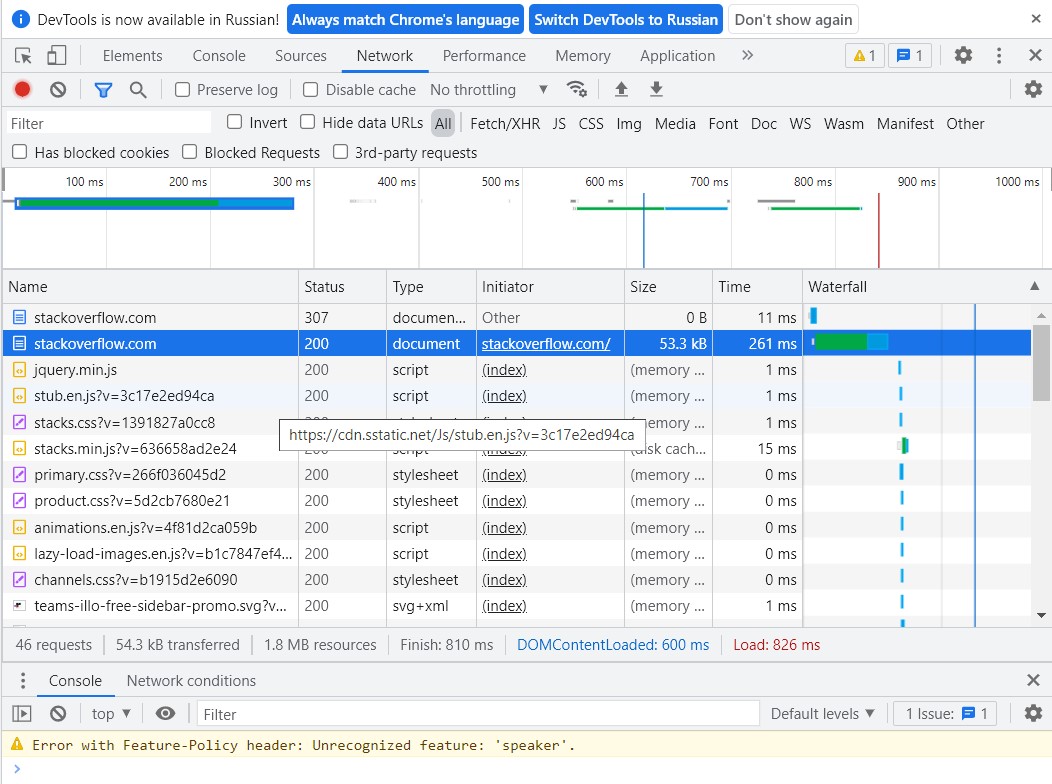 DevTools is now available in Russian! Always match Chrome's language Switch DevTools to Russian Don't show again
Elements Console Sources Network Performance Memory Application 1 1
Preserve log Disable cache No throttling
Filter Invert Hide data URLs All Fetch/XHR JS CSS Img Media Font Doc WS Wasm Manifest Other
Has blocked cookies Blocked Requests 3rd-party requests
100 ms 200 ms 300 ms 400 ms 500 ms 600 ms 700 ms 800 ms 900 ms 1000 ms
Name Status Type Initiator Size Time Waterfall
stackoverflow.com 307 documen... Other 0 B 11 ms
stackoverflow.com 200 document stackoverflow.com/ 53.3 kB 261 ms
jquery.min.js 200 script (index) (memory ... 1 ms
stub.en.js?v=3c17e2ed94ca 200 script (index) (memory ... 1 ms
stacks.css?v=1391827a0cc8 200 stylesheet (index) (memory ... 1 ms
https://cdn.sstatic.net/Js/stub.en.js?v=3c17e2ed94ca
stacks.min.js?v=636658ad2e24 200 script (index) (disk cach... 15 ms
primary.css?v=266f036045d2 200 stylesheet (index) (memory ... 0 ms
product.css?v=5d2cb7680e21 200 stylesheet (index) (memory ... 0 ms
animations.en.js?v=4f81d2ca059b 200 script (index) (memory ... 0 ms
lazy-load-images.en.js?v=b1c7847ef4... 200 script (index) (memory ... 0 ms
channels.css?v=b1915d2e6090 200 stylesheet (index) (memory ... 0 ms
teams-illo-free-sidebar-promo.svg?v... 200 svg+xml (index) (memory ... 1 ms
46 requests 54.3 kB transferred 1.8 MB resources Finish: 810 ms DOMContentLoaded: 600 ms Load: 826 ms
Console Network conditions
top Filter Default levels 1 Issue: 1
Error with Feature-Policy header: Unrecognized feature: 'speaker'.